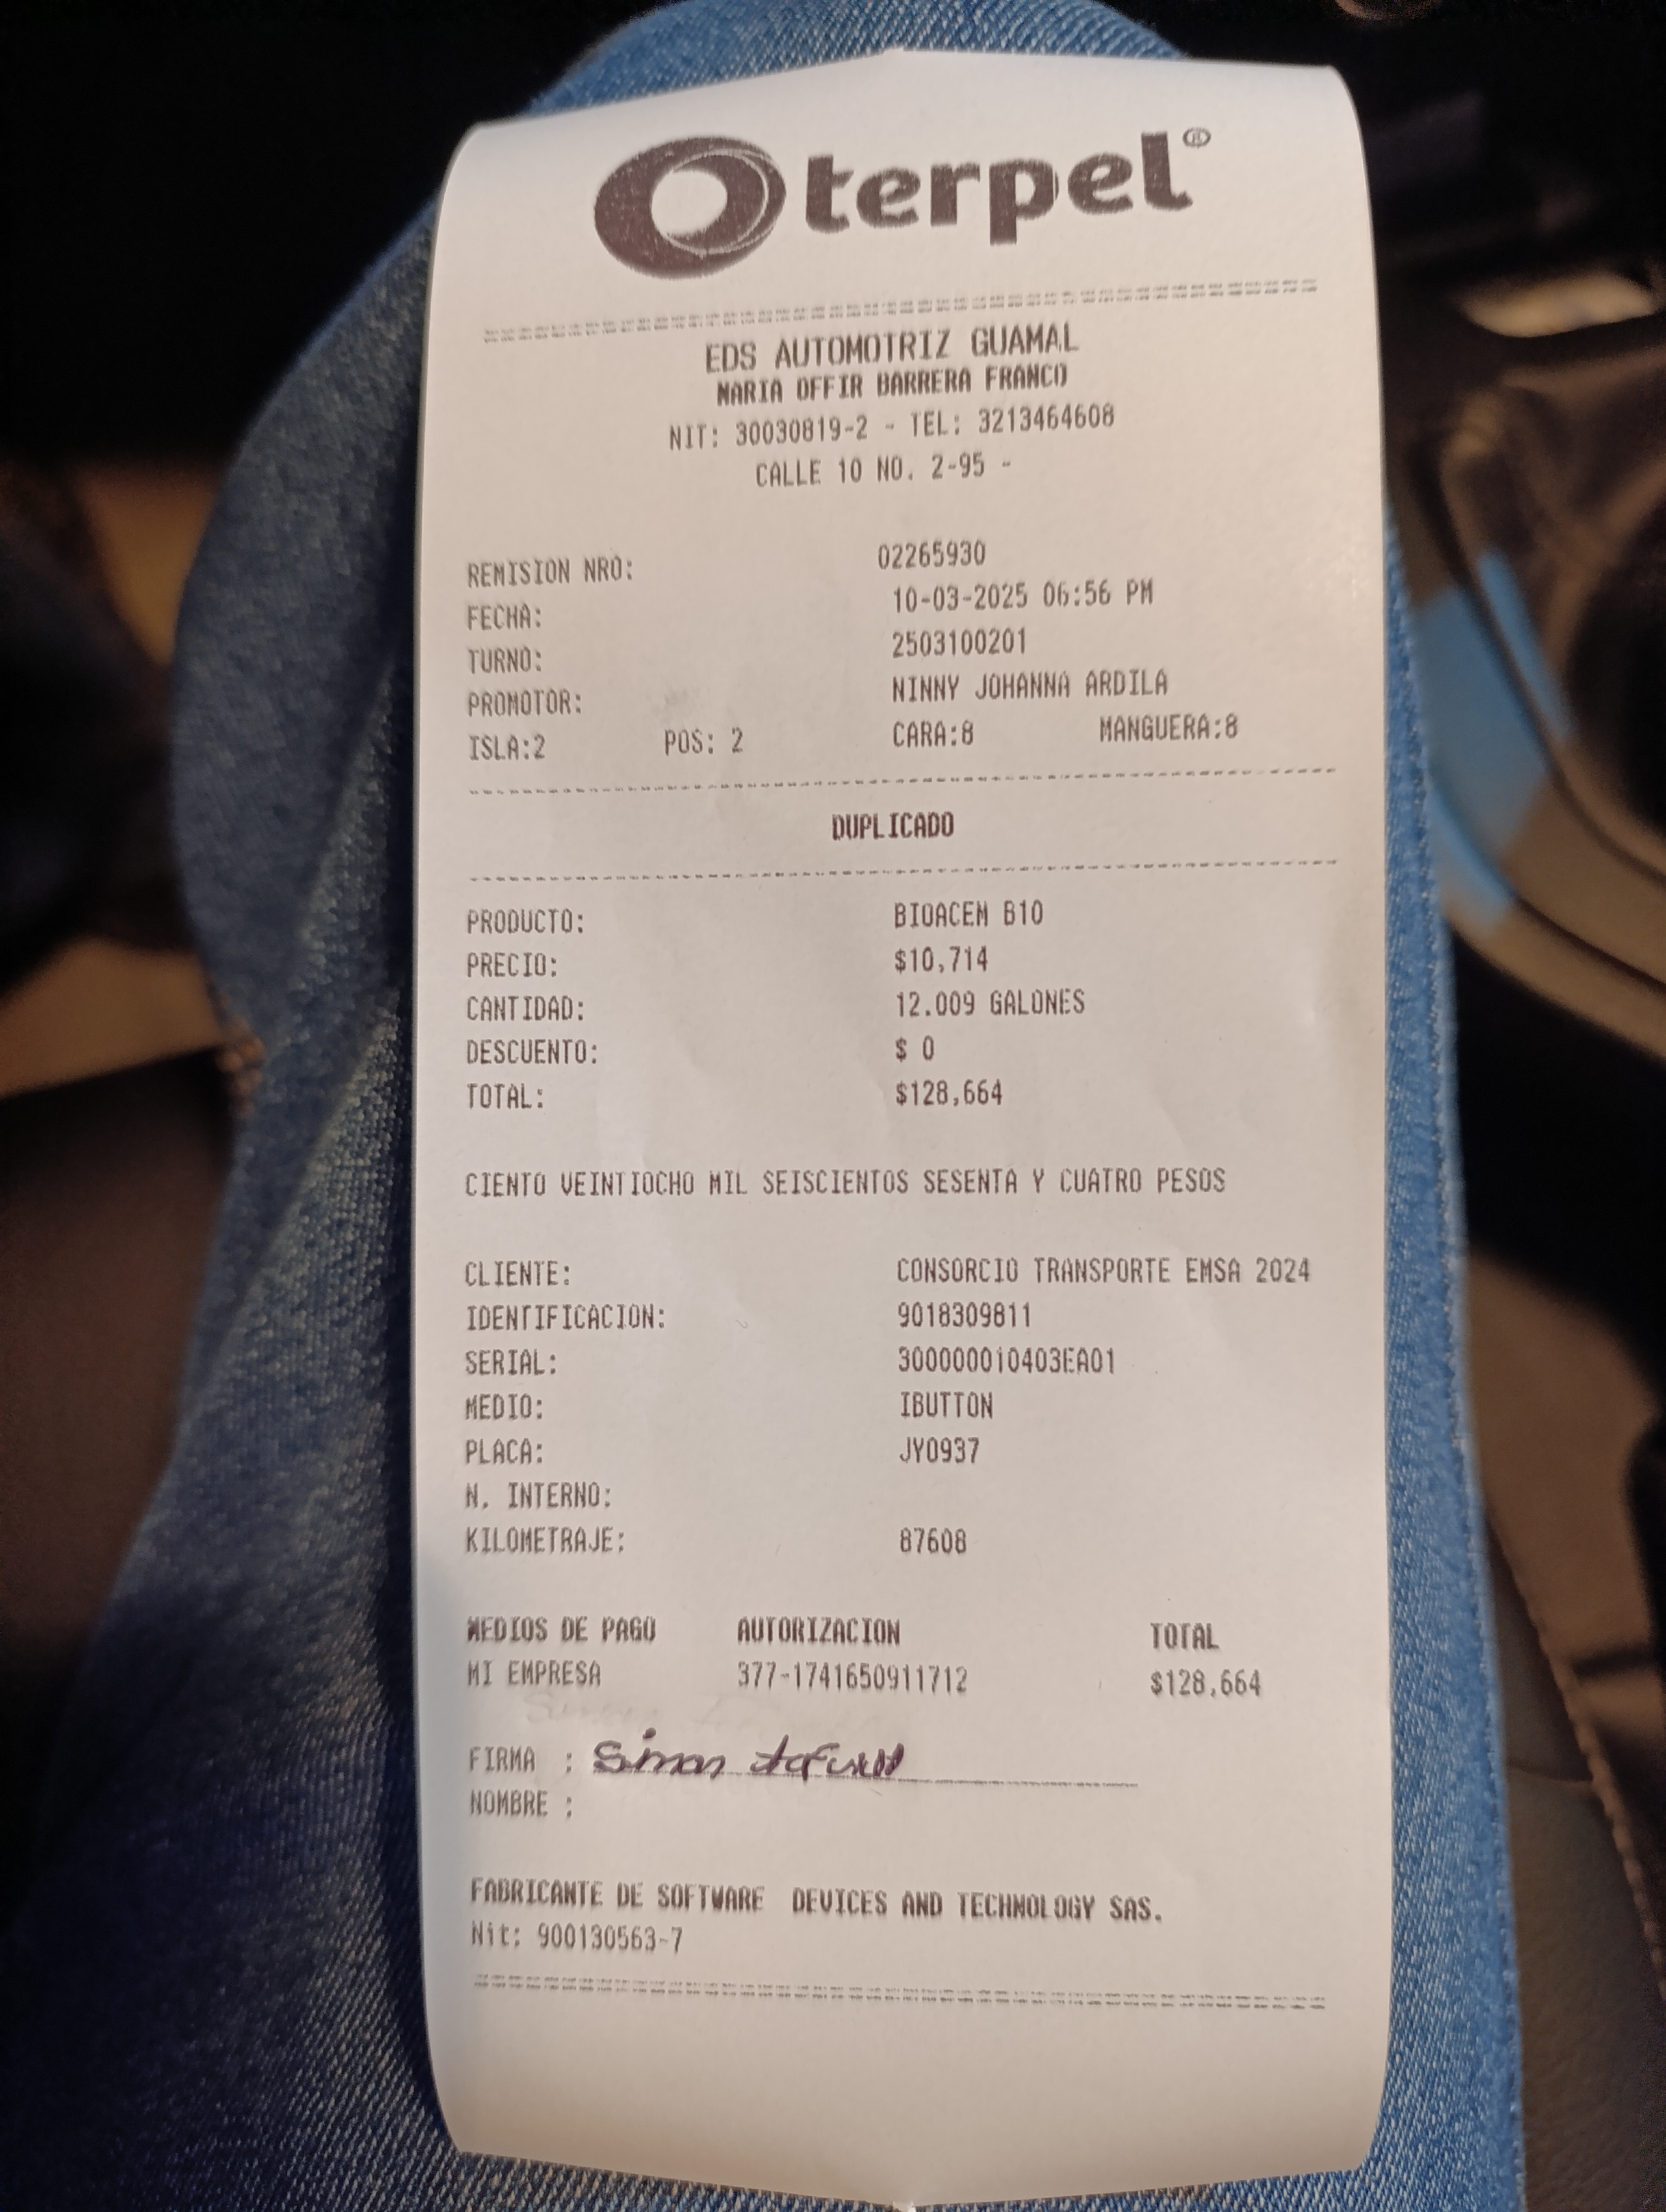 terpel®
EDS AUTOMOTRIZ GUAMAL
MARIA OFFIR BARRERA FRANCO
NIT: 30030819-2 - TEL: 3213464608
CALLE 10 NO. 2-95 -
REMISION NRO: 02265930
FECHA: 10-03-2025 06:56 PM
TURNO: 2503100201
PROMOTOR: NINNY JOHANNA ARDILA
ISLA:2 POS: 2 CARA:8 MANGUERA:8
DUPLICADO
PRODUCTO: BIOACEM B10
PRECIO: $10,714
CANTIDAD: 12.009 GALONES
DESCUENTO: $ 0
TOTAL: $128,664
CIENTO VEINTIOCHO MIL SEISCIENTOS SESENTA Y CUATRO PESOS
CLIENTE: CONSORCIO TRANSPORTE EMSA 2024
IDENTIFICACION: 9018309811
SERIAL: 300000010403EA01
MEDIO: IBUTTON
PLACA: JYO937
N. INTERNO:
KILOMETRAJE: 87608
MEDIOS DE PAGO AUTORIZACION TOTAL
MI EMPRESA 377-1741650911712 $128,664
FIRMA : Simon
NOMBRE :
FABRICANTE DE SOFTWARE DEVICES AND TECHNOLOGY SAS.
Nit: 900130563-7